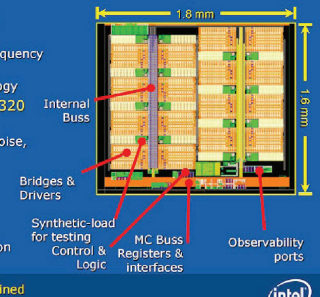 1.8 mm
1.6 mm
quency
ogy
320
Internal
Buss
oise,
Bridges &
Drivers
Synthetic-load
for testing
Control &
Logic
MC Buss
Registers &
interfaces
Observability
ports
on
ined
intel